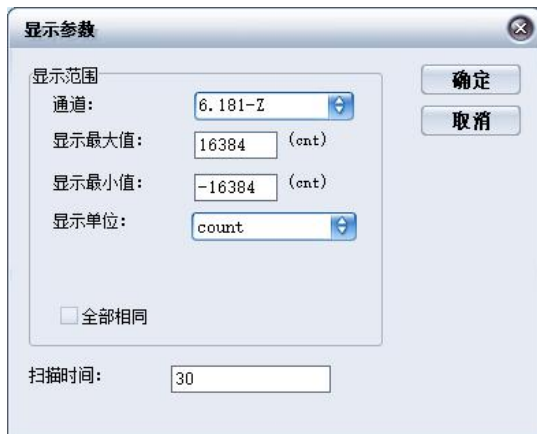 显示参数
显示范围
确定
通道: 6.181-Z
取消
显示最大值: 16384 (cnt)
显示最小值: -16384 (cnt)
显示单位: count
全部相同
扫描时间: 30